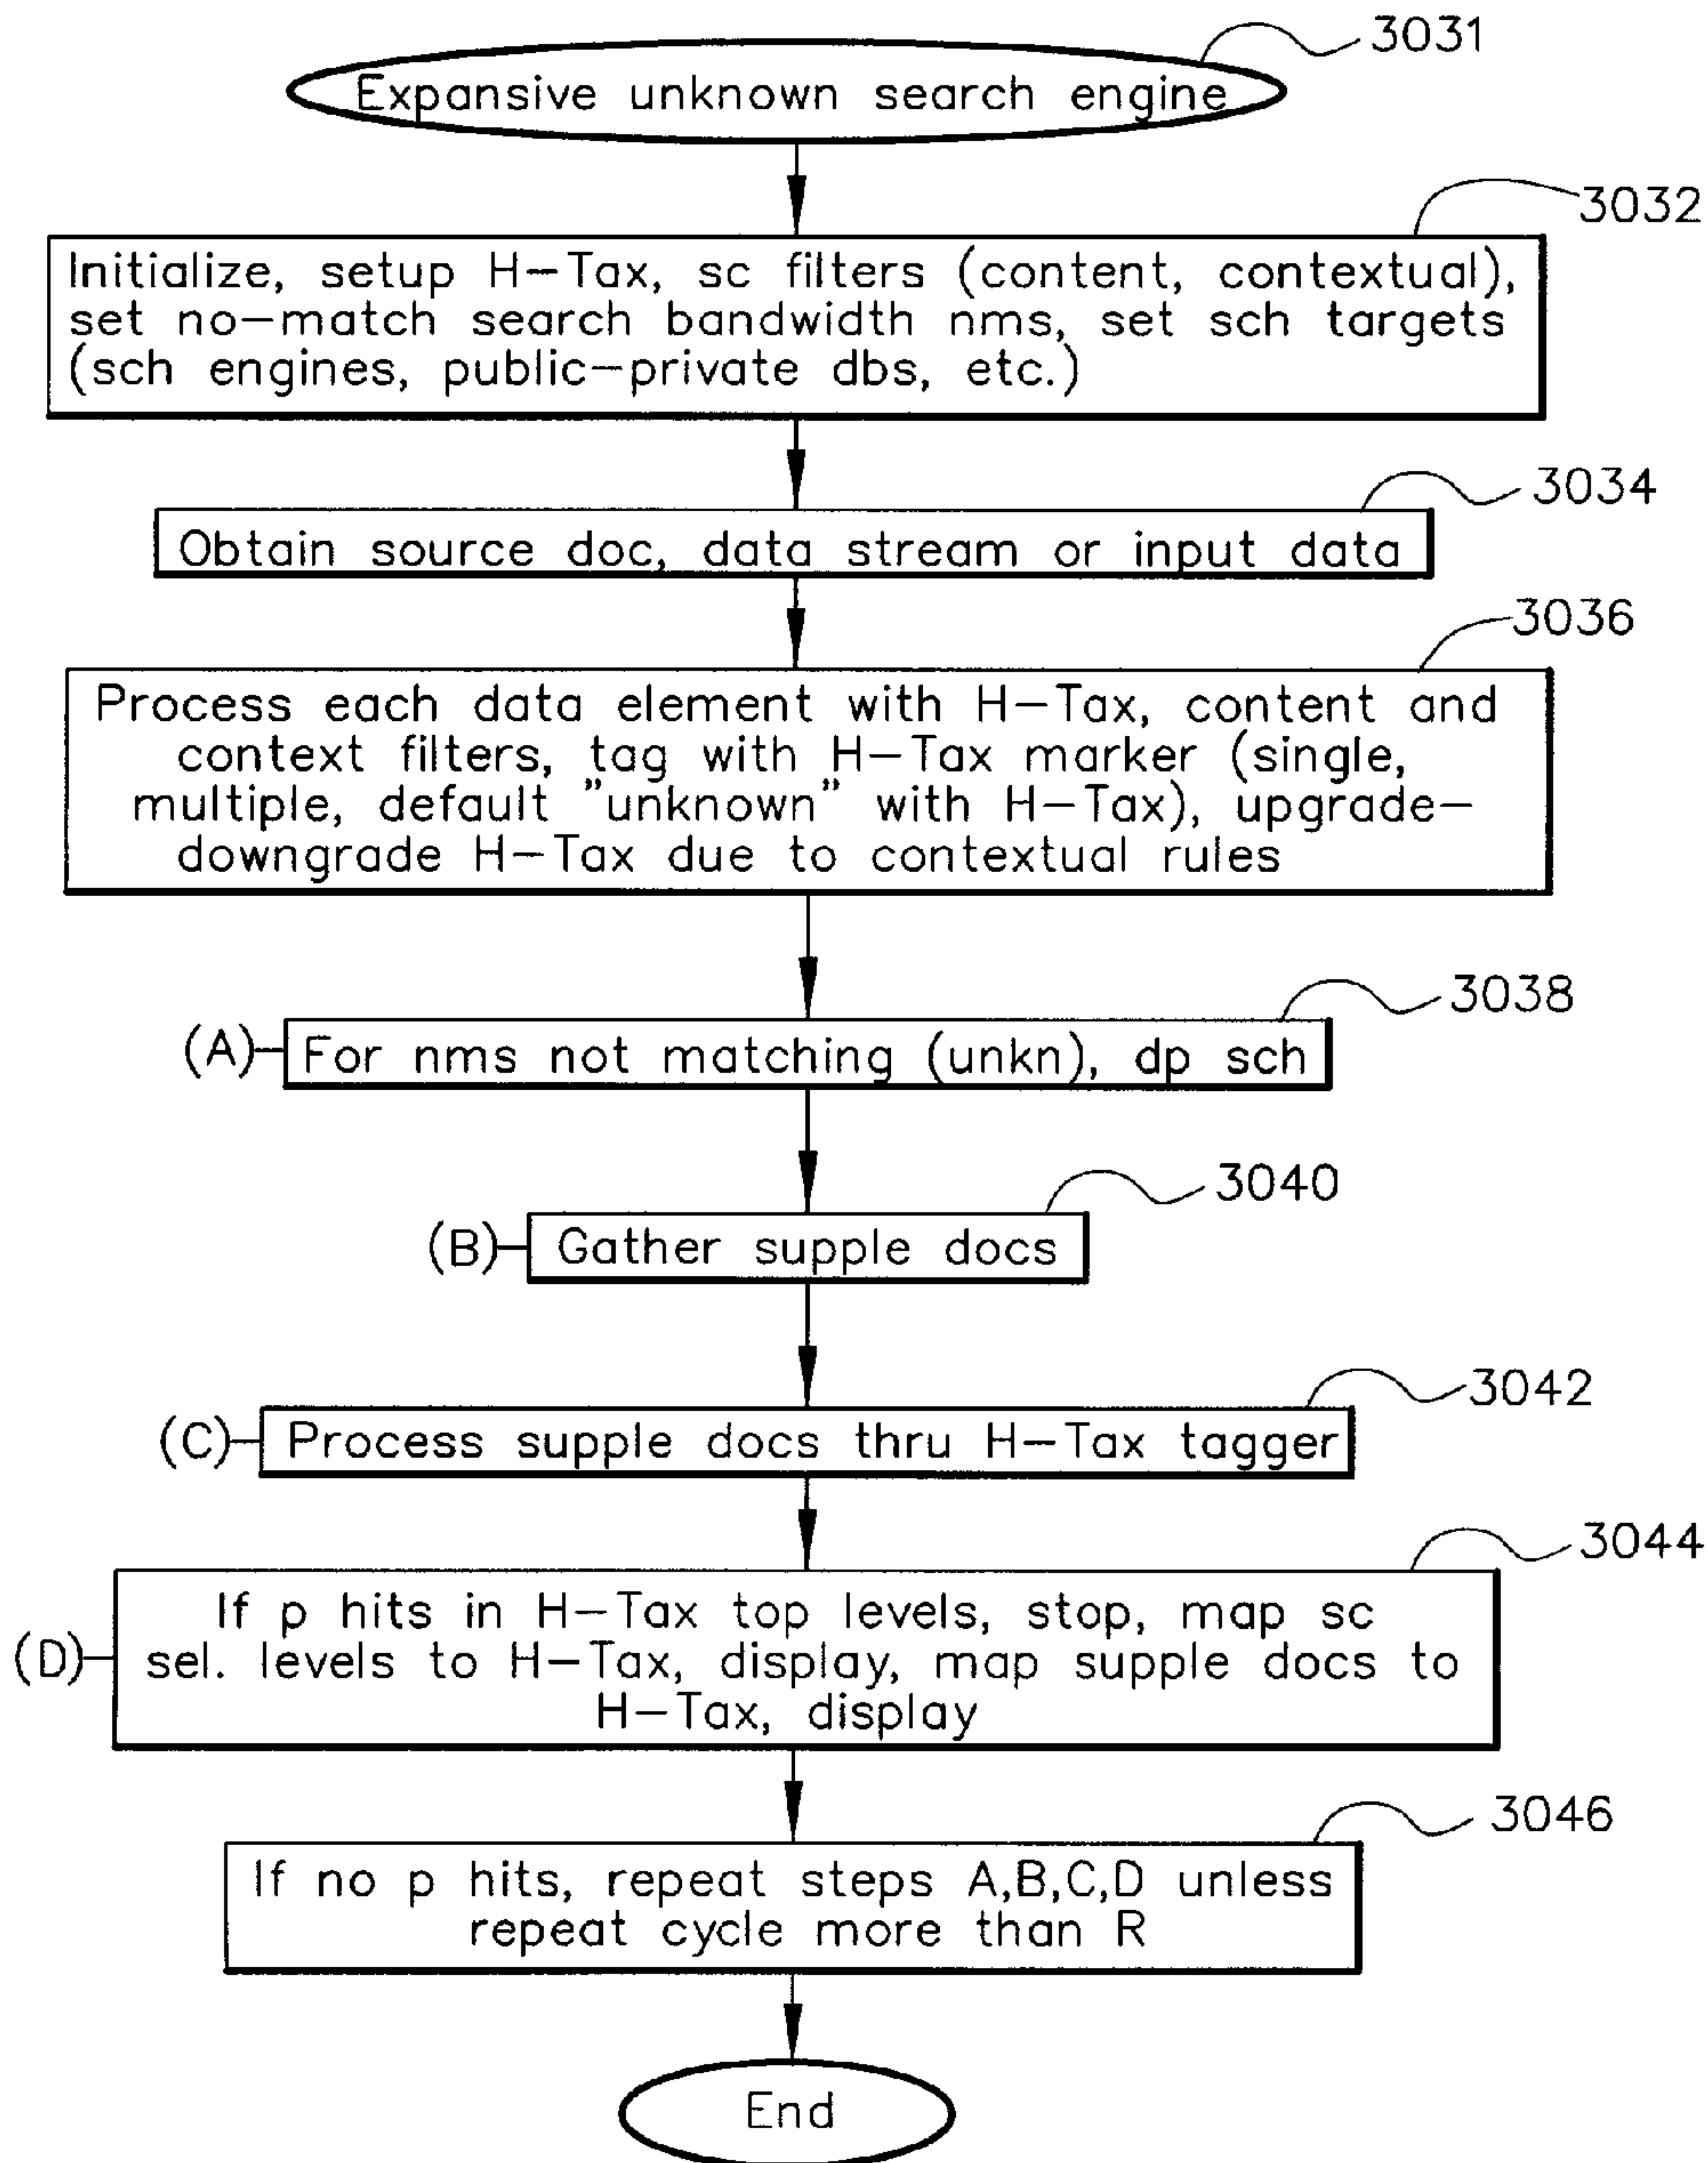 3031
Expansive unknown search engine
3032
Initialize, setup H-Tax, sc filters (content, contextual),
set no-match search bandwidth nms, set sch targets
(sch engines, public-private dbs, etc.)
3034
Obtain source doc, data stream or input data
3036
Process each data element with H-Tax, content and
context filters, tag with H-Tax marker (single,
multiple, default "unknown" with H-Tax), upgrade-
downgrade H-Tax due to contextual rules
3038
(A) For nms not matching (unkn), dp sch
3040
(B) Gather supple docs
3042
(C) Process supple docs thru H-Tax tagger
3044
If p hits in H-Tax top levels, stop, map sc
(D) sel. levels to H-Tax, display, map supple docs to
H-Tax, display
3046
If no p hits, repeat steps A,B,C,D unless
repeat cycle more than R
End